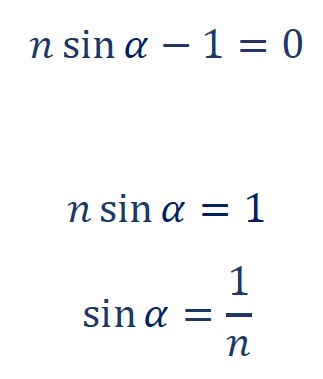 n sin α − 1 = 0
n sin α = 1
sin α = 1/n